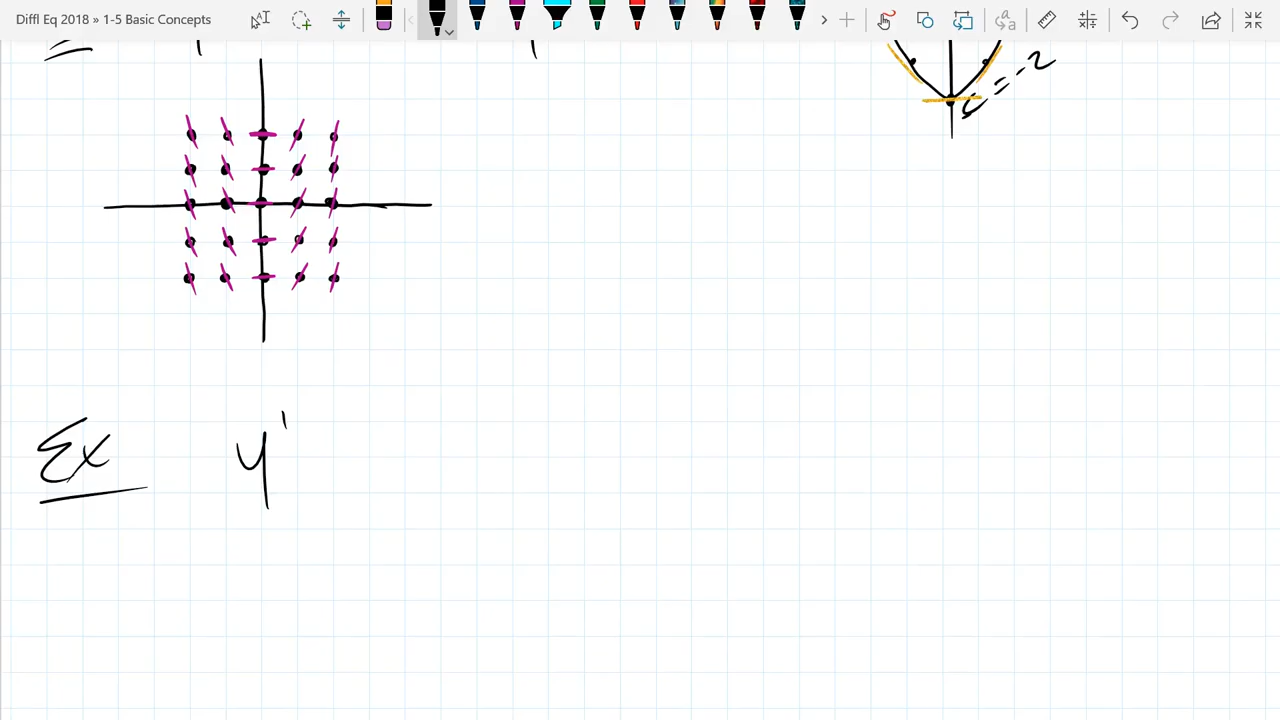 Diffl Eq 2018 » 1-5 Basic Concepts
c = -2
Ex y'